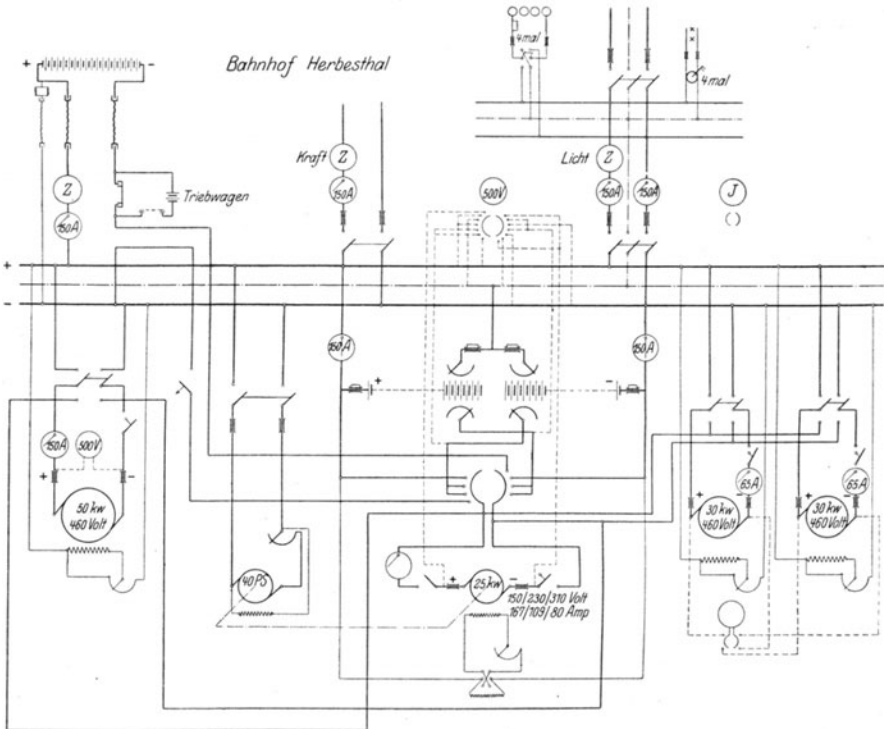 4mal
Bahnhof Herbesthal
+ -
4mal
Kraft Z
Licht Z
Z
Triebwagen
150A
500V
150A 150A
J
150A
( )
+
-
150A
150A
+
-
150A
500V
65A
65A
+ -
+ -
+ -
50 kw
460 Volt
30 kw
460 Volt
30 kw
460 Volt
40 PS
+ -
25 kw
150/230/310 Volt
167/109/80 Amp